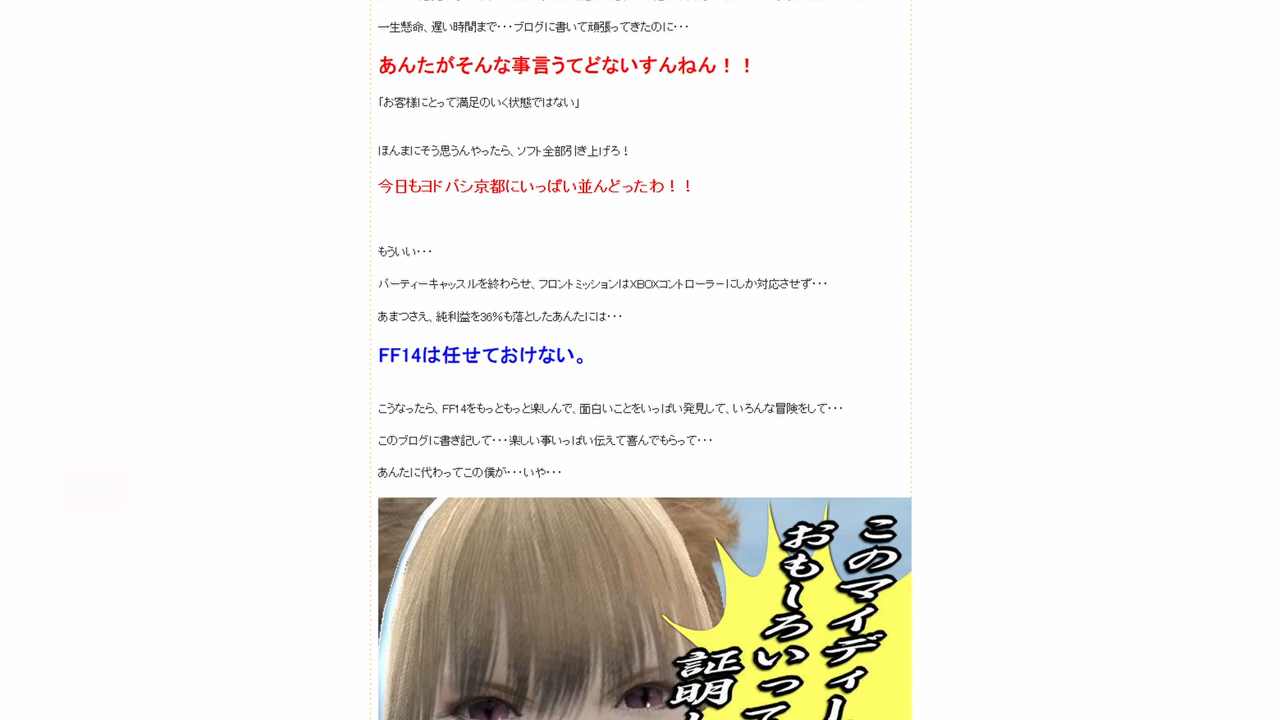 一生懸命、遅い時間まで・・・ブログに書いて頑張ってきたのに・・・
あんたがそんな事言うてどないすんねん！！
「お客様にとって満足のいく状態ではない」
ほんまにそう思うんやったら、ソフト全部引き上げろ！
今日もヨドバシ京都にいっぱい並んどったわ！！
もういい・・・
パーティーキャッスルを終わらせ、フロントミッションはXBOXコントローラーにしか対応させず・・・
あまつさえ、純利益を36％も落としたあんたには・・・
FF14は任せておけない。
こうなったら、FF14をもっともっと楽しんで、面白いことをいっぱい発見して、いろんな冒険をして・・・
このブログに書き記して・・・楽しい事いっぱい伝えて喜んでもらって・・・
あんたに代わってこの僕が・・・いや・・・
このマイディー
おもしろいって
証明し